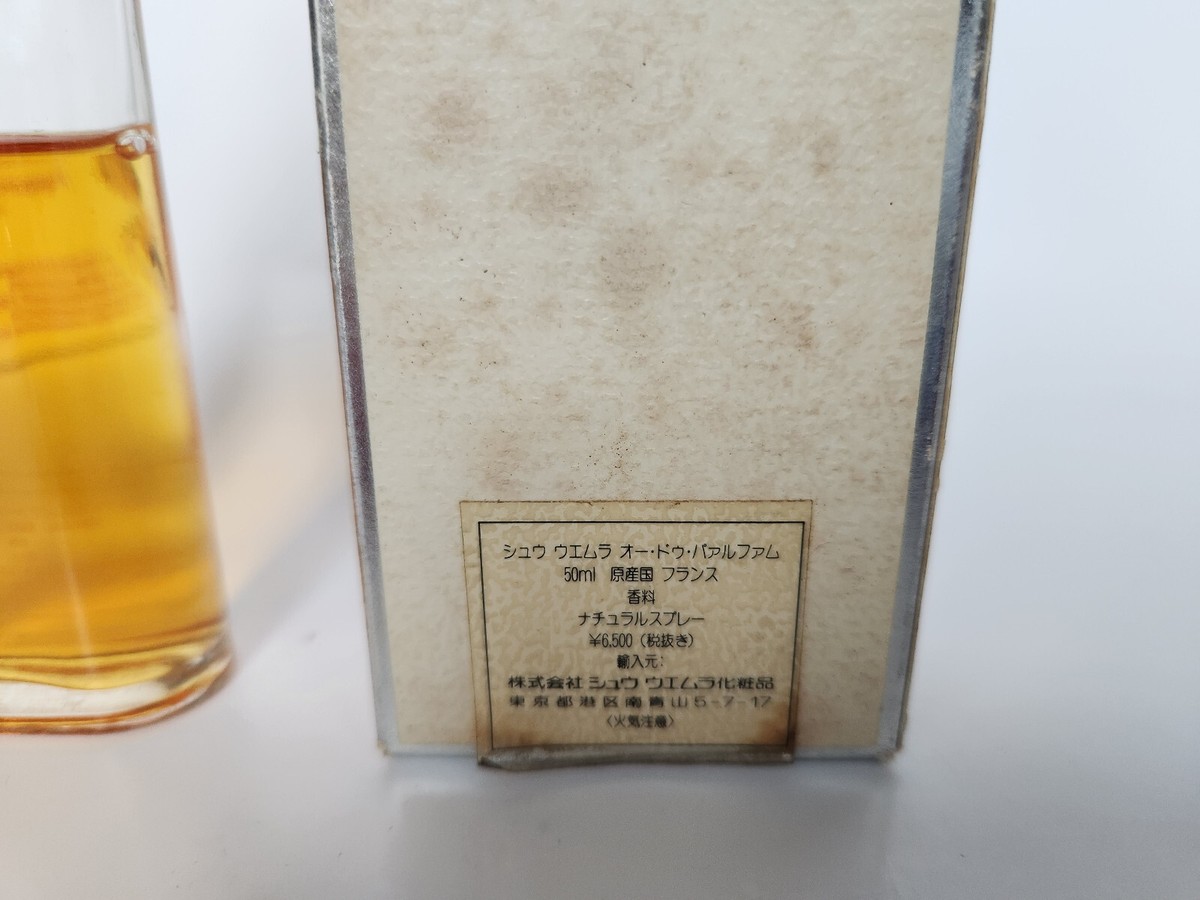 シュウ ウエムラ オー・ドゥ・パァルファム
50ml 原産国 フランス
香料
ナチュラルスプレー
¥6,500 (税抜き)
輸入元:
株式会社 シュウ ウエムラ化粧品
東京都港区南青山5-7-17
〈火気注意〉